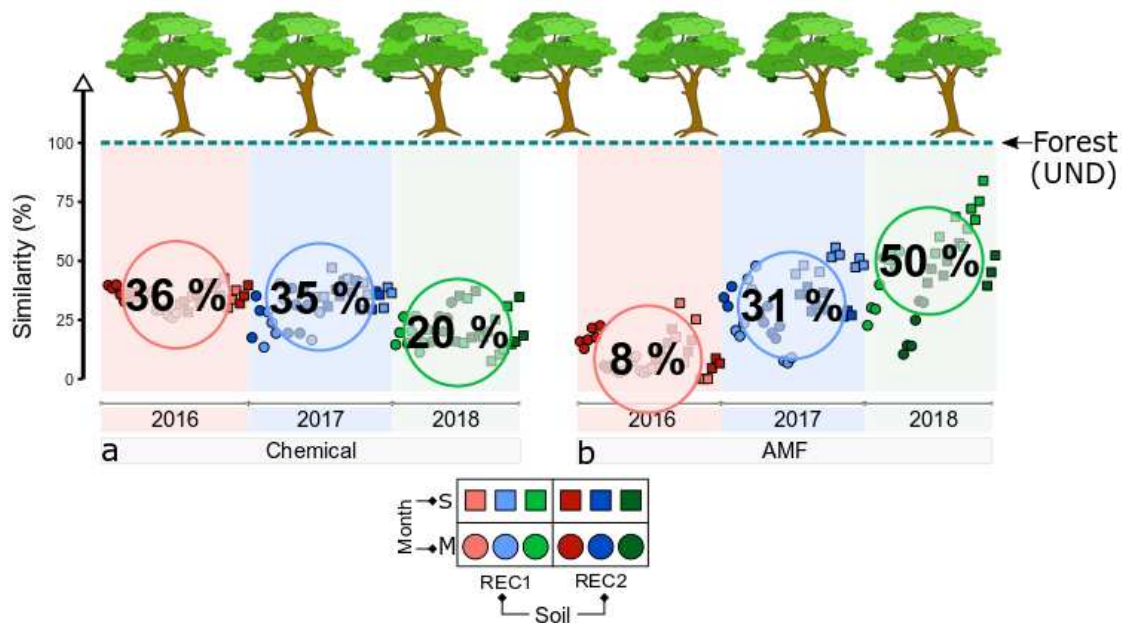 Similarity (%)
100
75
50
25
0
Forest
(UND)
36 %
35 %
20 %
8 %
31 %
50 %
2016
2017
2018
2016
2017
2018
a
Chemical
b
AMF
Month
S
M
REC1
REC2
Soil